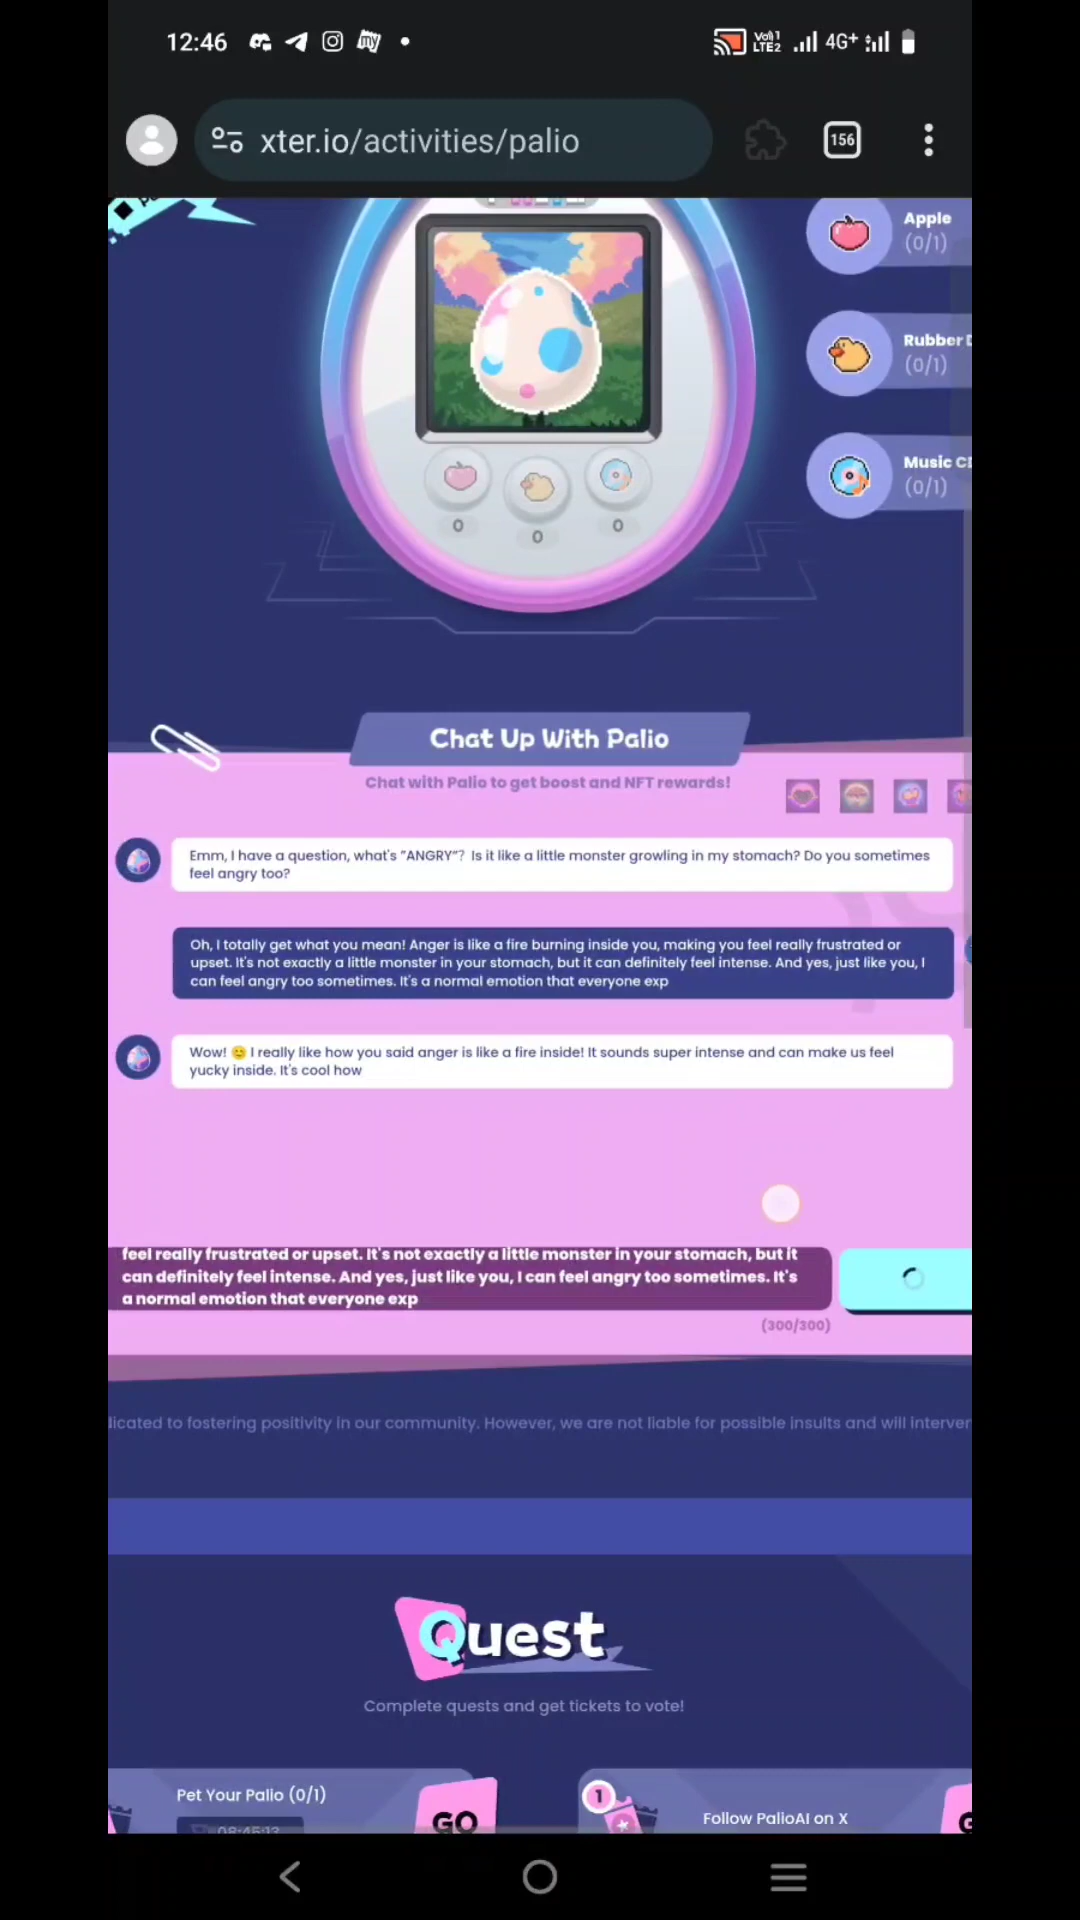 12:46
my
Vo))1
LTE2
4G+
xter.io/activities/palio
156
Apple
(0/1)
Rubber
(0/1)
Music
(0/1)
0
0
0
Chat Up With Palio
Chat with Palio to get boost and NFT rewards!
Emm, I have a question, what's "ANGRY"? Is it like a little monster growling in my stomach? Do you sometimes
feel angry too?
Oh, I totally get what you mean! Anger is like a fire burning inside you, making you feel really frustrated or
upset. It's not exactly a little monster in your stomach, but it can definitely feel intense. And yes, just like you, I
can feel angry too sometimes. It's a normal emotion that everyone exp
Wow! 😊 I really like how you said anger is like a fire inside! It sounds super intense and can make us feel
yucky inside. It's cool how
feel really frustrated or upset. It's not exactly a little monster in your stomach, but it
can definitely feel intense. And yes, just like you, I can feel angry too sometimes. It's
a normal emotion that everyone exp
(300/300)
licated to fostering positivity in our community. However, we are not liable for possible insults and will interver
Quest
Complete quests and get tickets to vote!
Pet Your Palio (0/1)
GO
08:45:13
1
Follow PalioAI on X